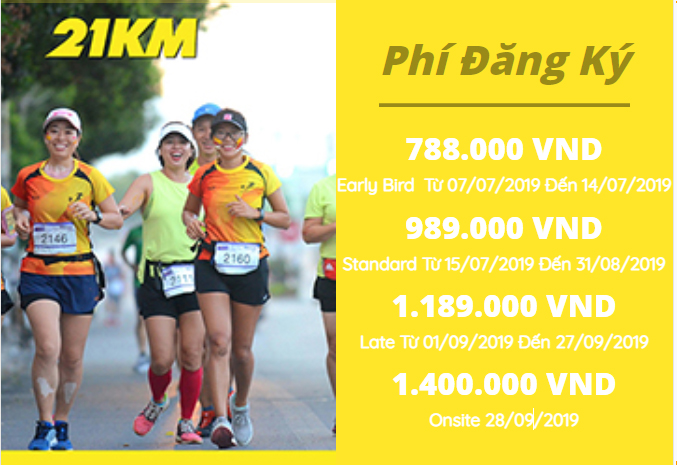 21KM
Phí Đăng Ký
788.000 VND
Early Bird Từ 07/07/2019 Đến 14/07/2019
989.000 VND
Standard Từ 15/07/2019 Đến 31/08/2019
1.189.000 VND
Late Từ 01/09/2019 Đến 27/09/2019
1.400.000 VND
Onsite 28/09/2019
2146
2160